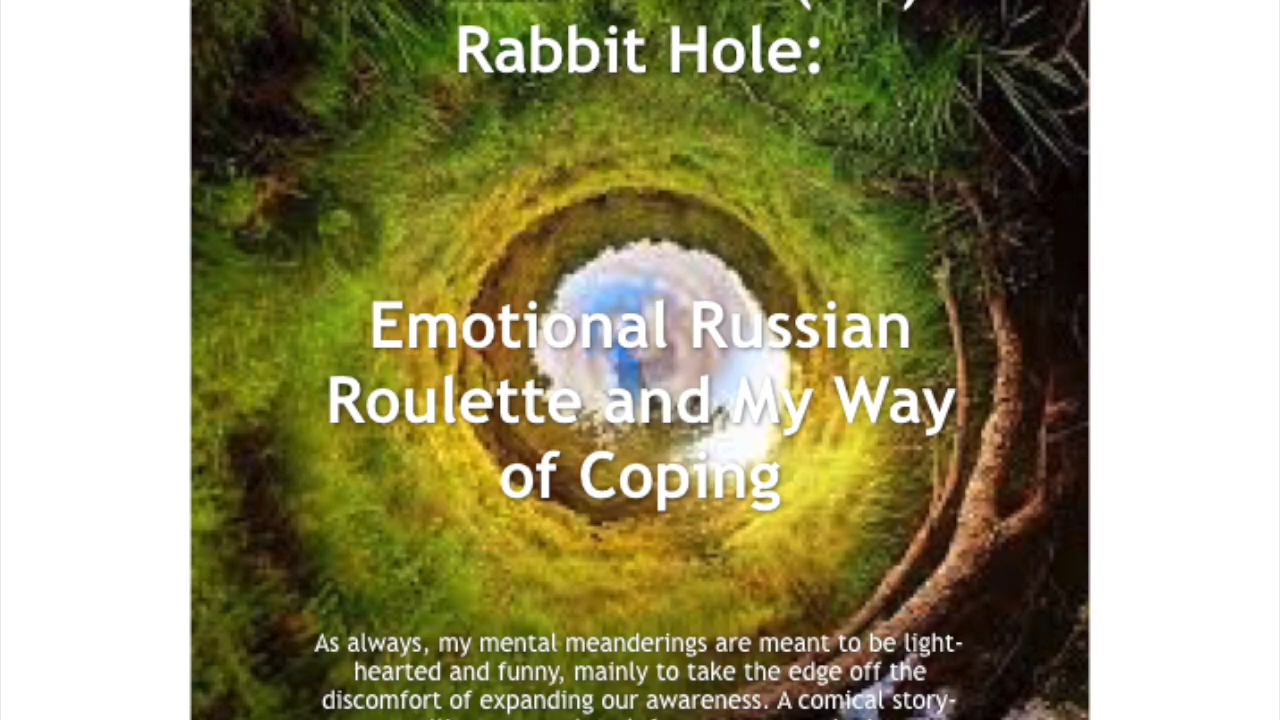 Rabbit Hole:
Emotional Russian
Roulette and My Way
of Coping
As always, my mental meanderings are meant to be light-
hearted and funny, mainly to take the edge off the
discomfort of expanding our awareness. A comical story-